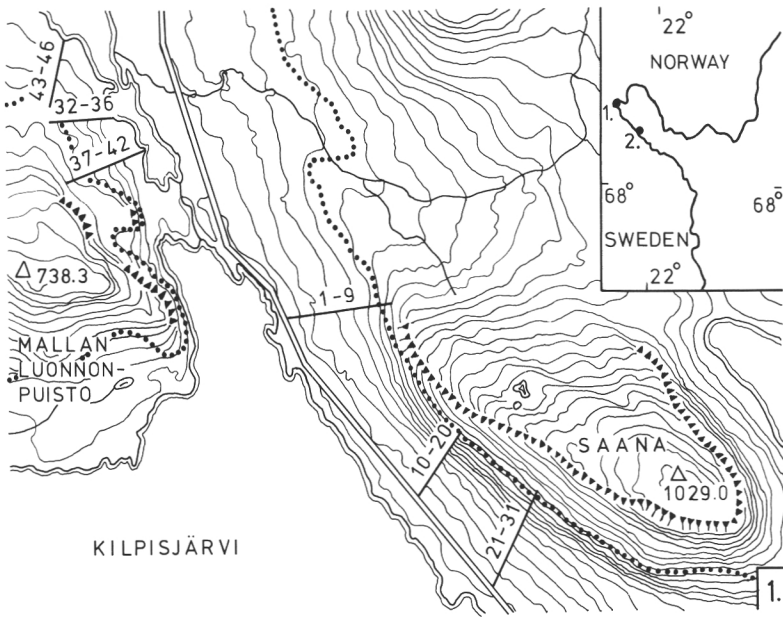 43-46
32-36
37-42
△ 738.3
MALLAN
LUONNON-
PUISTO
1-9
10-20
21-31
SAANA
△
1029.0
KILPISJÄRVI
22°
NORWAY
1.
2.
68°
68°
SWEDEN
22°
1.